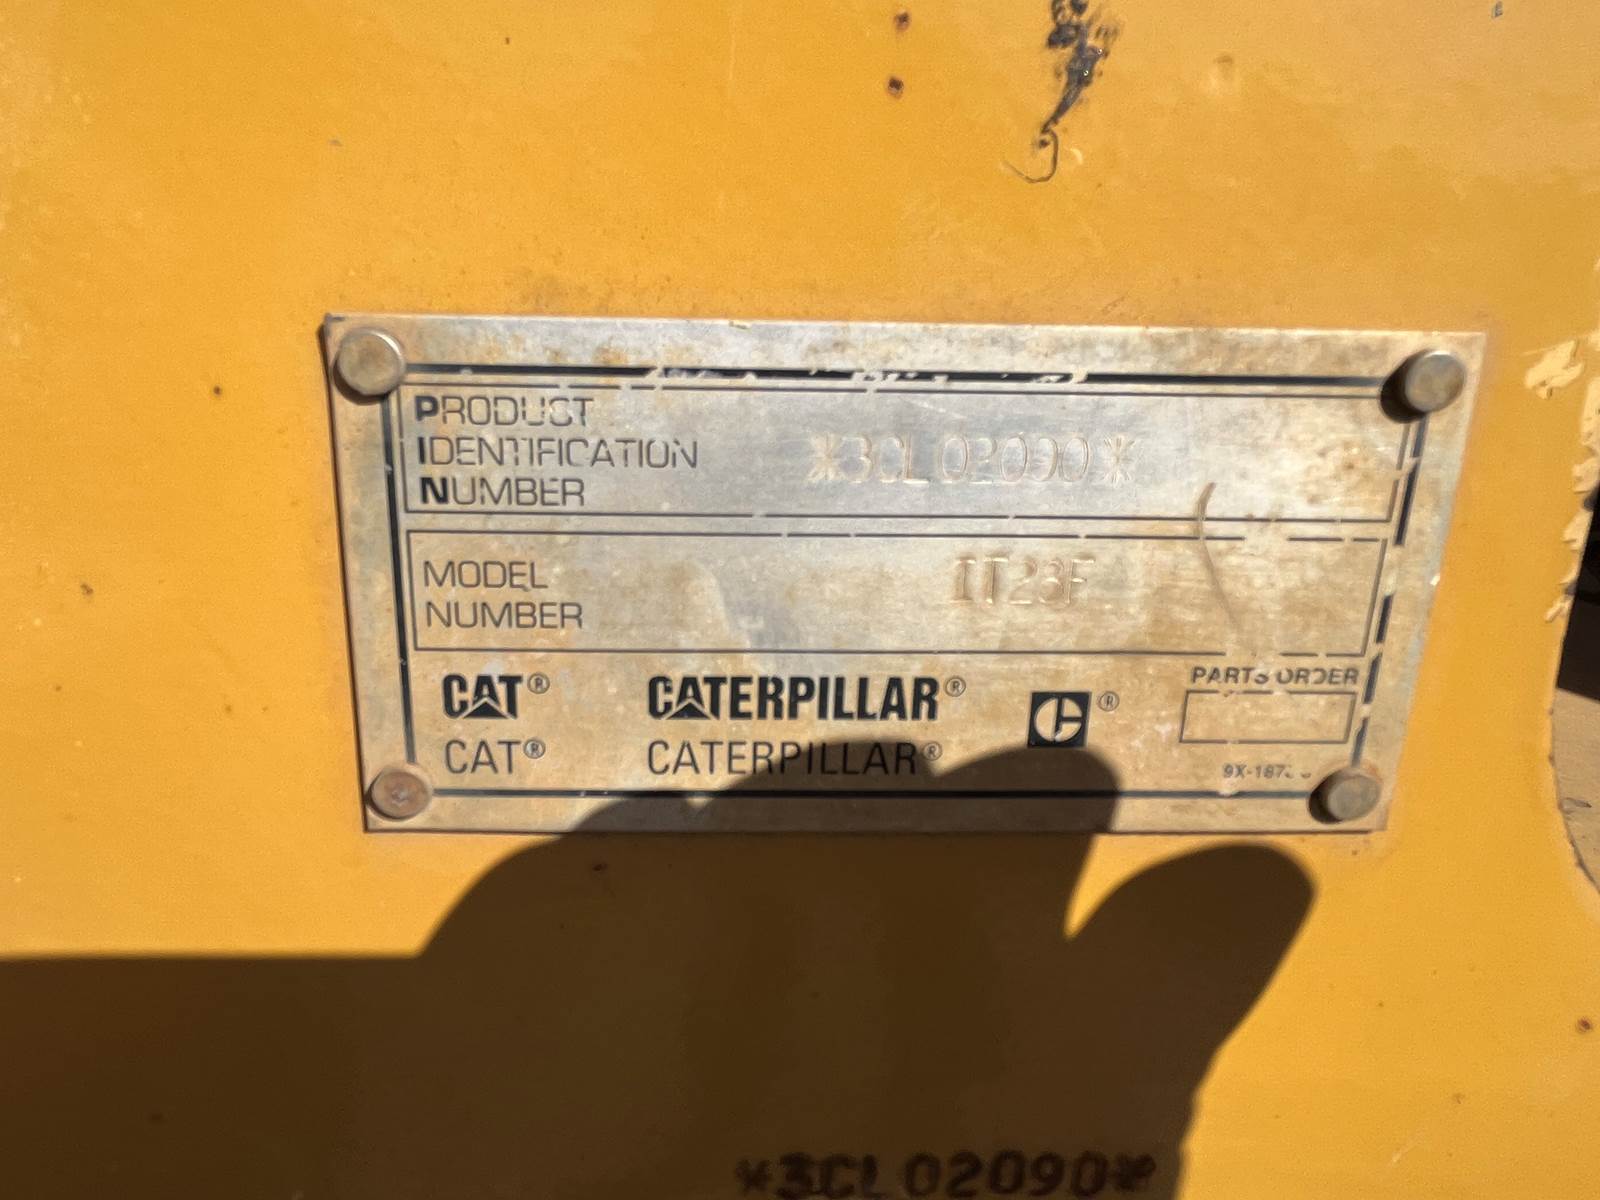 PRODUCT
IDENTIFICATION
NUMBER
*3CL02090*
MODEL
NUMBER
IT28F
CAT® CATERPILLAR® ®
CAT® CATERPILLAR®
PARTS ORDER
*3CL02090*